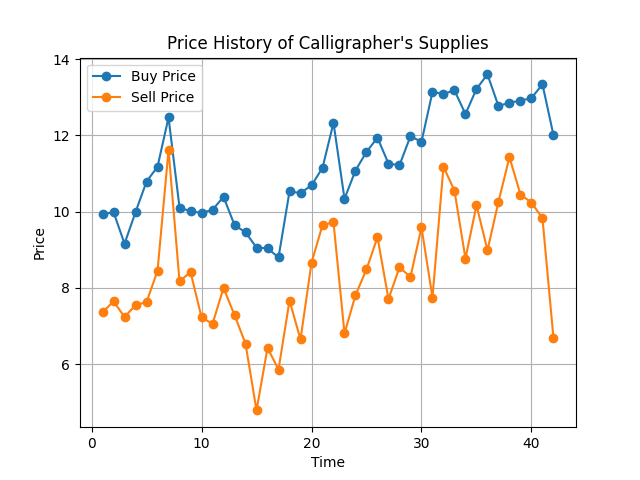 Price History of Calligrapher's Supplies
Buy Price
Sell Price
14
12
10
8
6
Price
0 10 20 30 40
Time